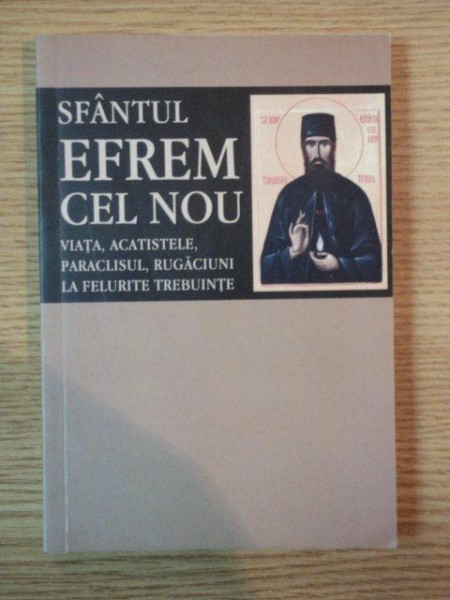 SFÂNTUL
EFREM
CEL NOU
VIAȚA, ACATISTELE,
PARACLISUL, RUGĂCIUNI
LA FELURITE TREBUINȚE